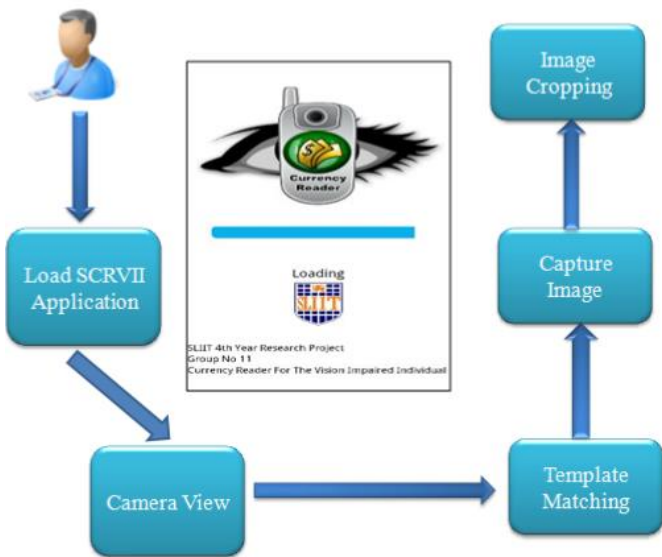 Load SCRVII
Application
Camera View
Template
Matching
Capture
Image
Image
Cropping
$
Currency
Reader
Loading
SLIIT
SLIIT 4th Year Research Project
Group No 11
Currency Reader For The Vision Impaired Individual